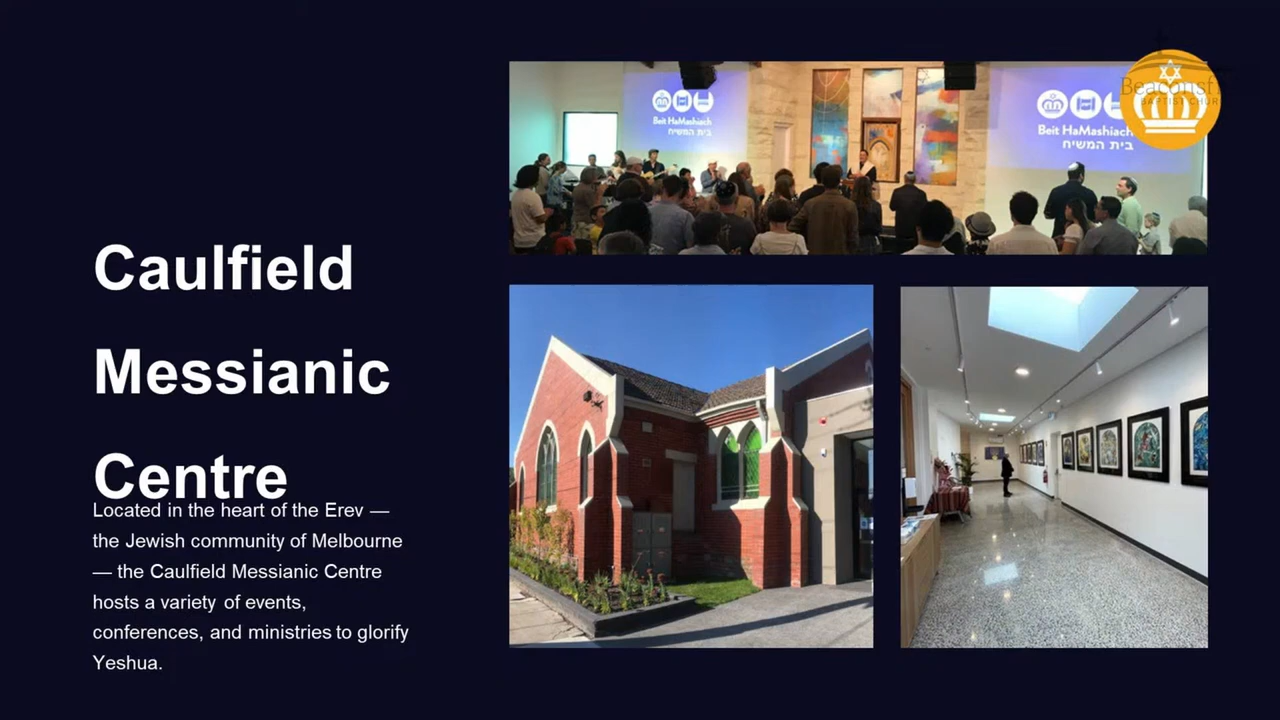 Caulfield
Messianic
Centre
Located in the heart of the Erev —
the Jewish community of Melbourne
— the Caulfield Messianic Centre
hosts a variety of events,
conferences, and ministries to glorify
Yeshua.
Beit HaMashiach
בית המשיח
Beit HaMashiach
בית המשיח
BAPTIST